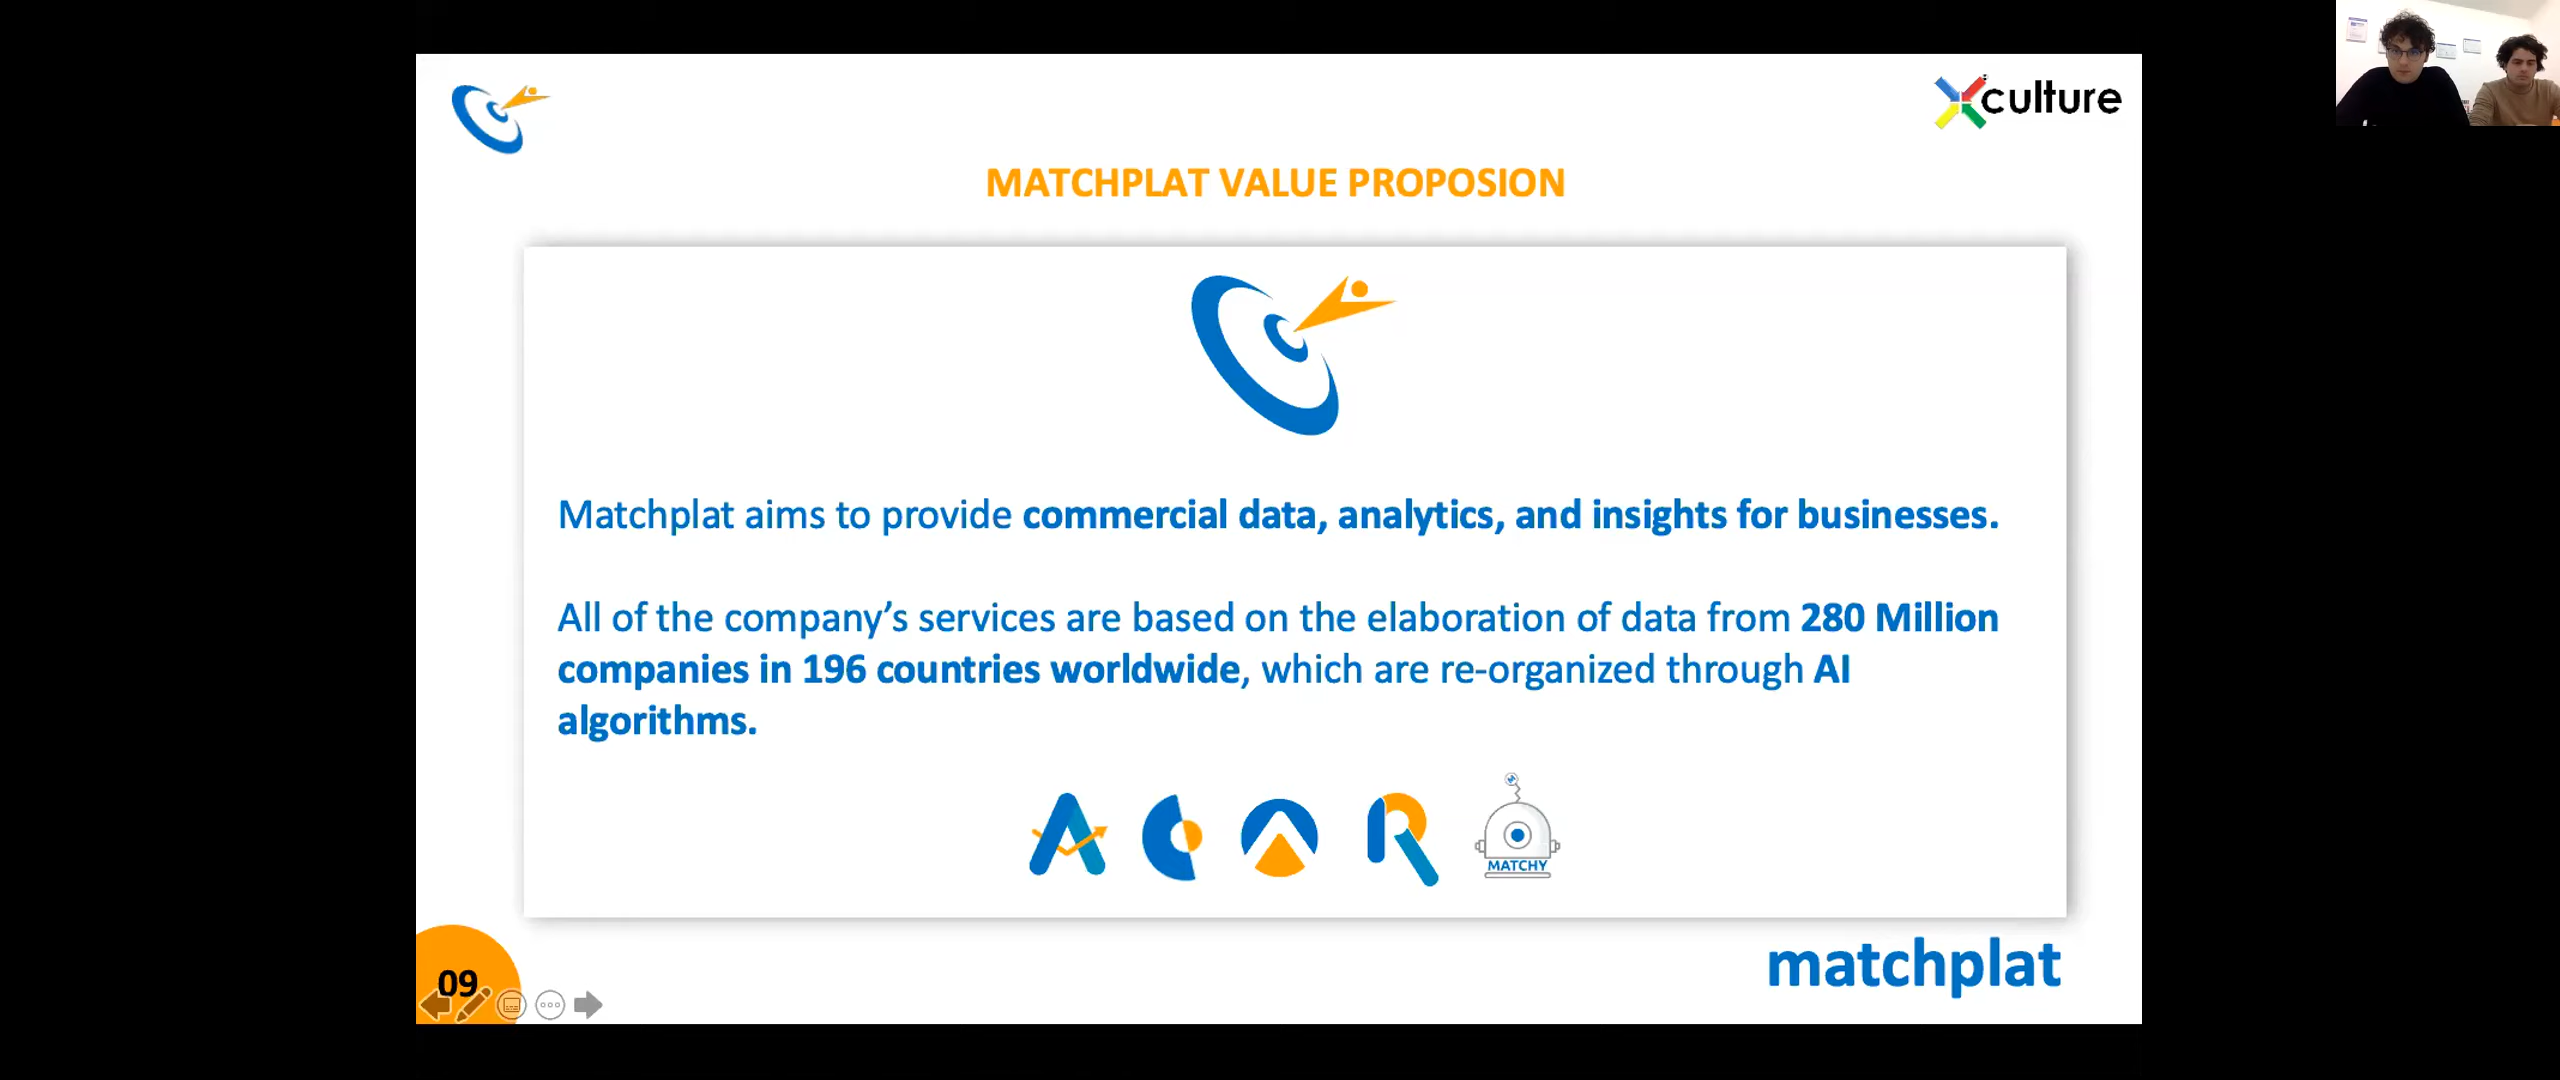 culture
MATCHPLAT VALUE PROPOSION
Matchplat aims to provide commercial data, analytics, and insights for businesses.
All of the company’s services are based on the elaboration of data from 280 Million
companies in 196 countries worldwide, which are re-organized through AI
algorithms.
MATCHY
09
matchplat